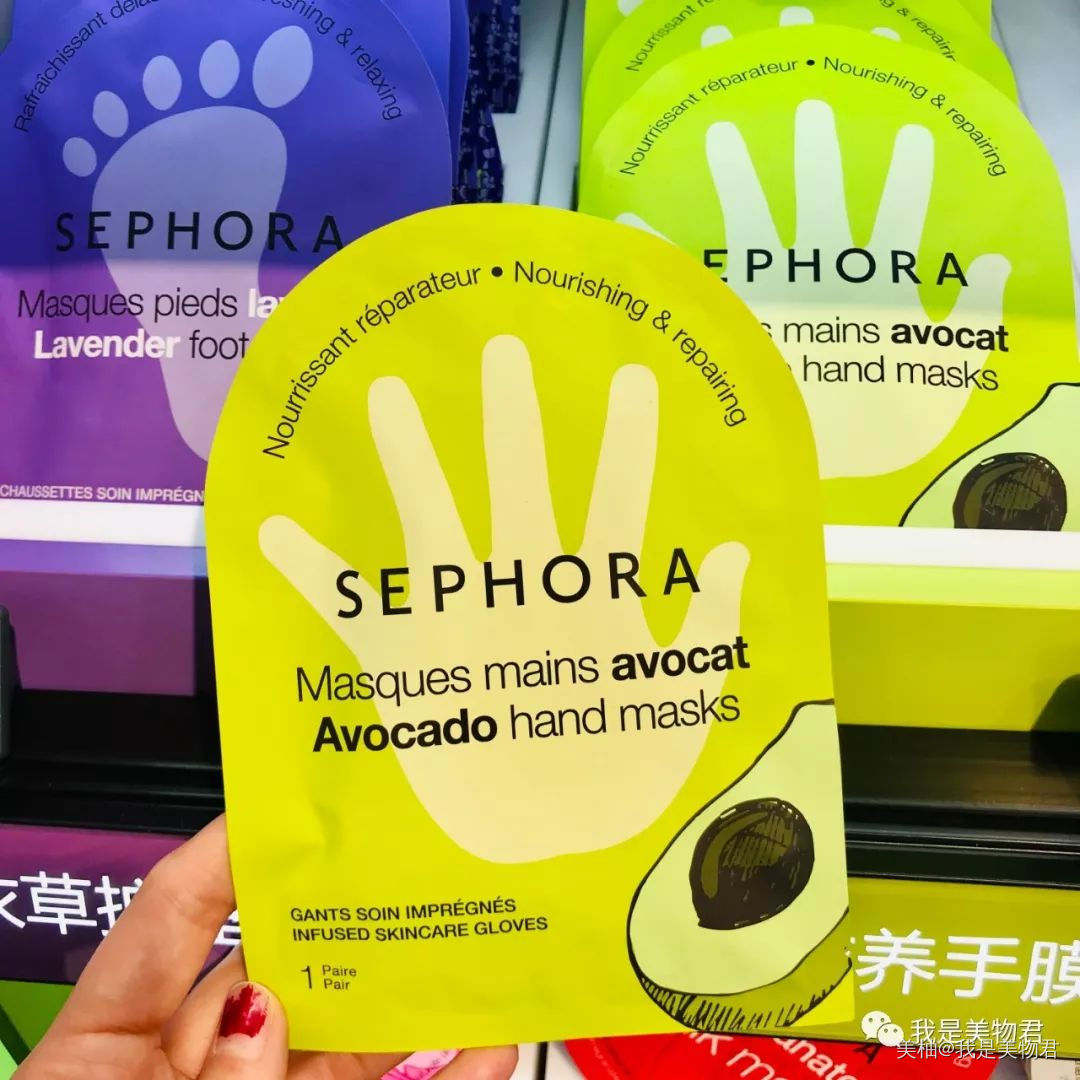 Rafraîchissant
refreshing & relaxing
SEPHORA
Masques pieds
Lavender foot
CHAUSSETTES SOIN IMPRÉGN
Nourrissant
& repairing
Nourrissant réparateur • Nourishing & repairing
EPHORA
mains avocat
hand masks
Nourrissant réparateur • Nourishing & repairing
SEPHORA
Masques mains avocat
Avocado hand masks
GANTS SOIN IMPRÉGNÉS
INFUSED SKINCARE GLOVES
1 Paire
Pair
衣草护
养手膜
我是美物君
美柚@我是美物君